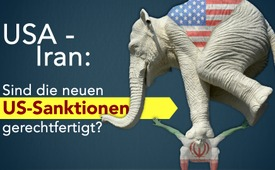 USA -
Iran:
Sind die neuen
US-Sanktionen
gerechtfertigt?